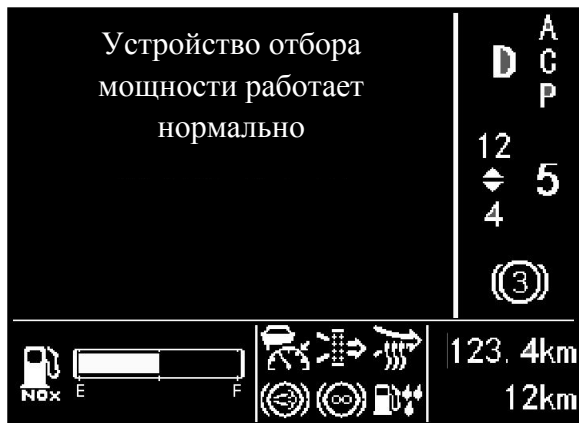 Устройство отбора
мощности работает
нормально
D
A
C
P
12
5
4
3
NOx
E
F
123. 4km
12km